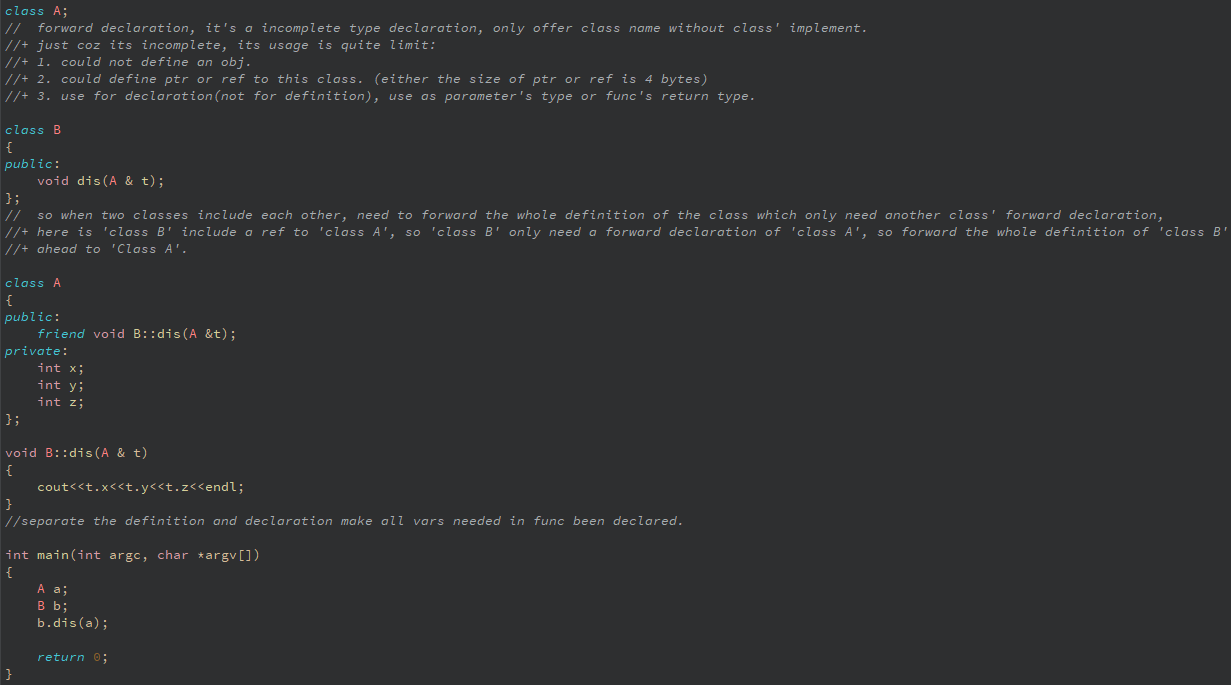 class A;
//  forward declaration, it's a incomplete type declaration, only offer class name without class' implement.
//+ just coz its incomplete, its usage is quite limit:
//+ 1. could not define an obj.
//+ 2. could define ptr or ref to this class. (either the size of ptr or ref is 4 bytes)
//+ 3. use for declaration(not for definition), use as parameter's type or func's return type.

class B
{
public:
    void dis(A & t);
};
//  so when two classes include each other, need to forward the whole definition of the class which only need another class' forward declaration,
//+ here is 'class B' include a ref to 'class A', so 'class B' only need a forward declaration of 'class A', so forward the whole definition of 'class B'
//+ ahead to 'Class A'.

class A
{
public:
    friend void B::dis(A &t);
private:
    int x;
    int y;
    int z;
};

void B::dis(A & t)
{
    cout<<t.x<<t.y<<t.z<<endl;
}
//separate the definition and declaration make all vars needed in func been declared.

int main(int argc, char *argv[])
{
    A a;
    B b;
    b.dis(a);

    return 0;
}